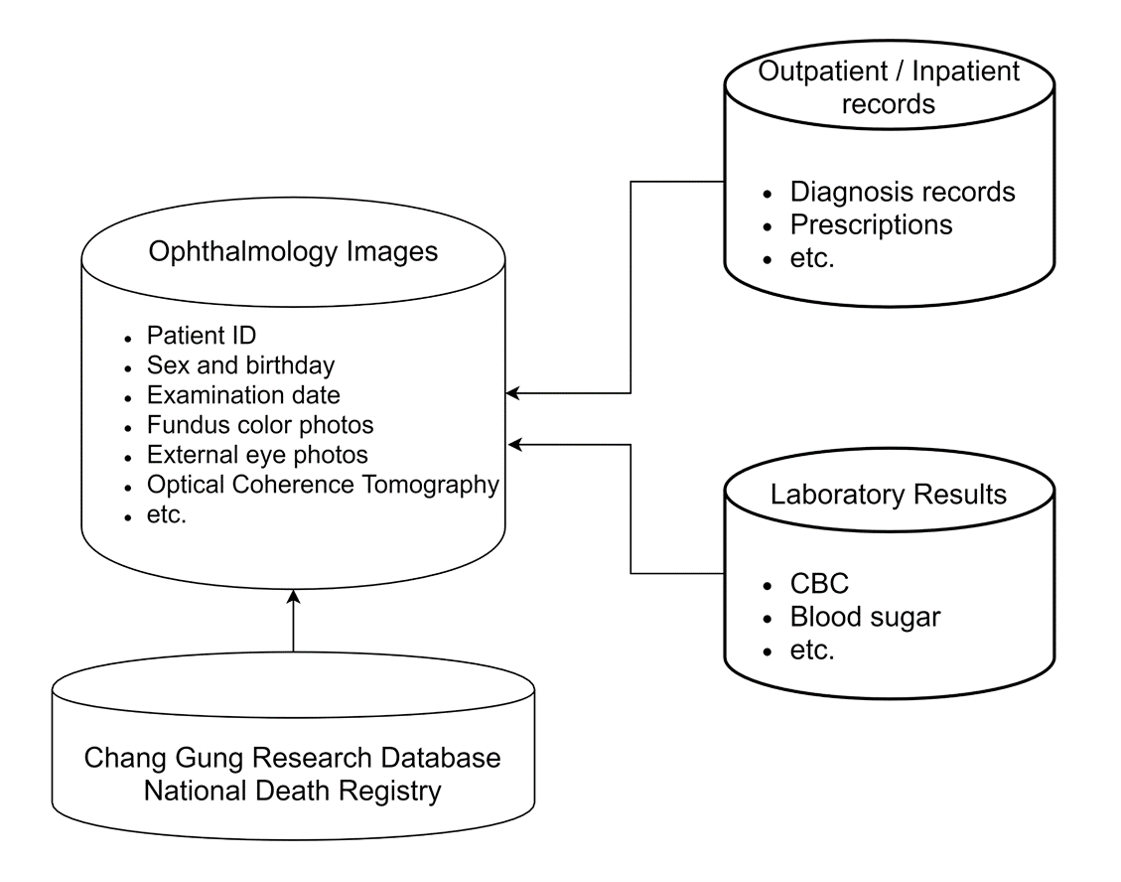 Outpatient / Inpatient
records
• Diagnosis records
• Prescriptions
• etc.
Ophthalmology Images
• Patient ID
• Sex and birthday
• Examination date
• Fundus color photos
• External eye photos
• Optical Coherence Tomography
• etc.
Laboratory Results
• CBC
• Blood sugar
• etc.
Chang Gung Research Database
National Death Registry